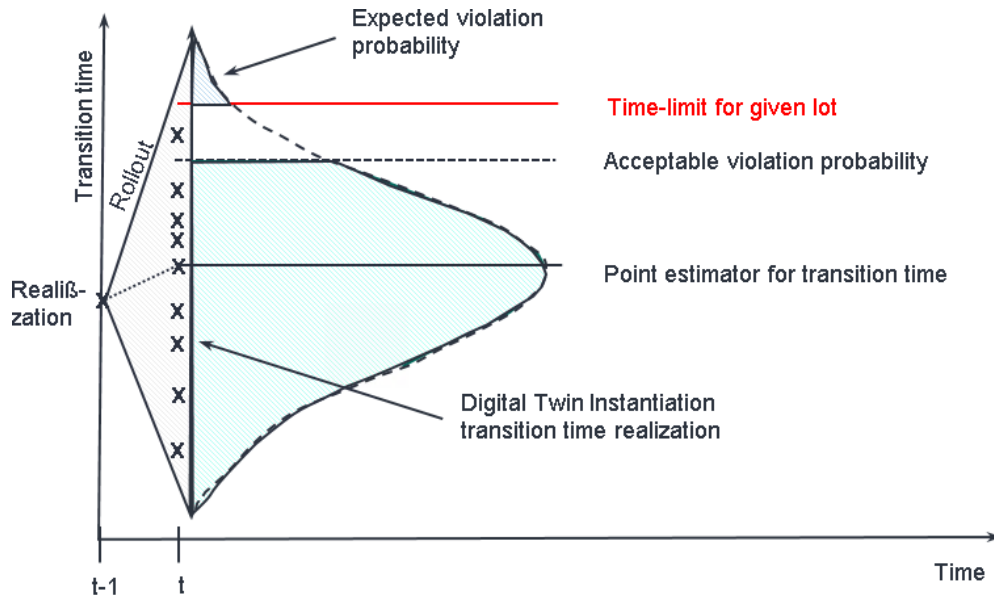 Expected violation
probability
Transition time
Rollout
Time-limit for given lot
Acceptable violation probability
Point estimator for transition time
Realiß-
zation
Digital Twin Instantiation
transition time realization
x
x
x
x
x
x
x
x
x
x
t-1
t
Time